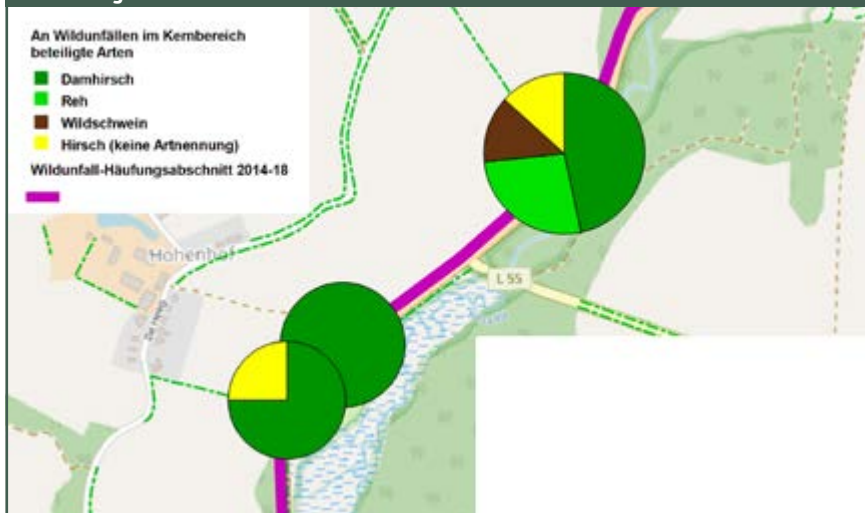 An Wildunfällen im Kernbereich
beteiligte Arten
Damhirsch
Reh
Wildschwein
Hirsch (keine Artnennung)
Wildunfall-Häufungsabschnitt 2014-18
Hohenhof
L 55